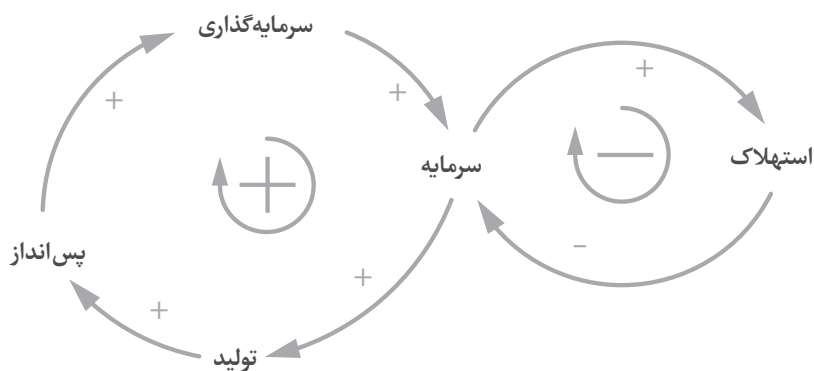 سرمایه‌گذاری
+
+
+
سرمایه
استهلاک
+
−
+
−
پس‌انداز
+
+
تولید